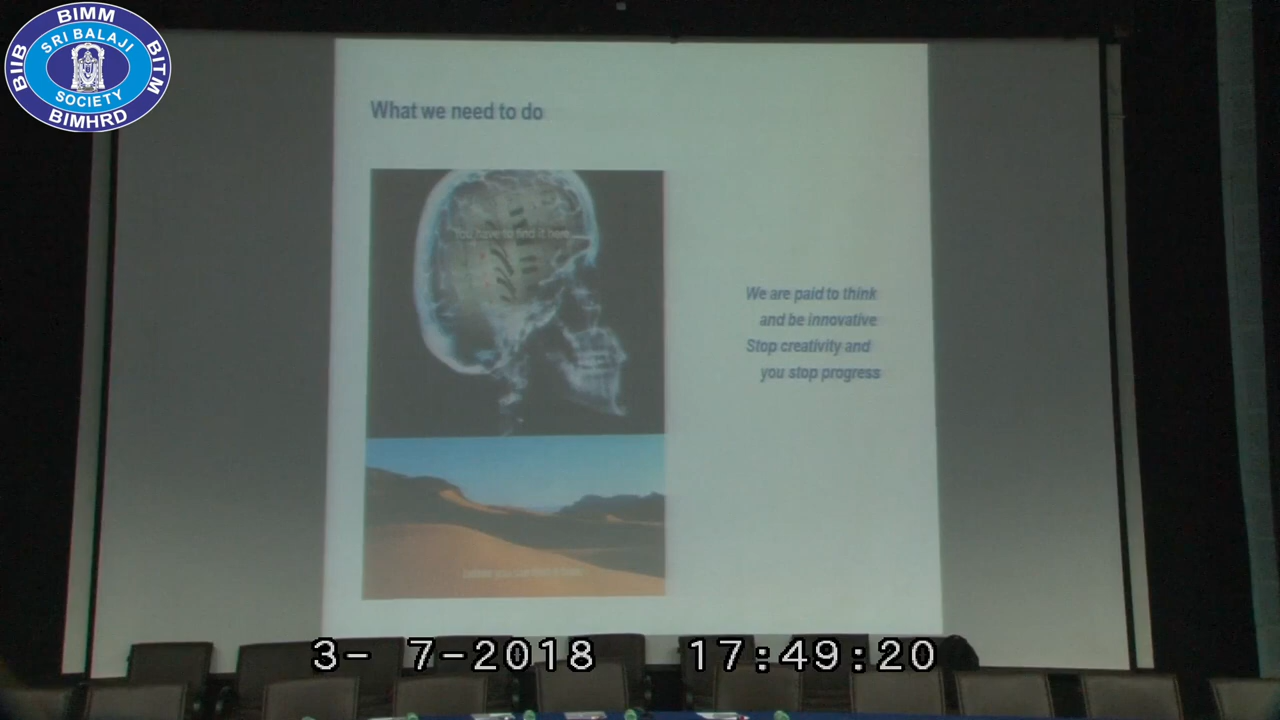 BIMM
BIIB
SRI BALAJI
SOCIETY
BITM
BIMHRD
What we need to do
You have to find it here
We are paid to think
and be innovative
Stop creativity and
you stop progress
3- 7-2018 17:49:20